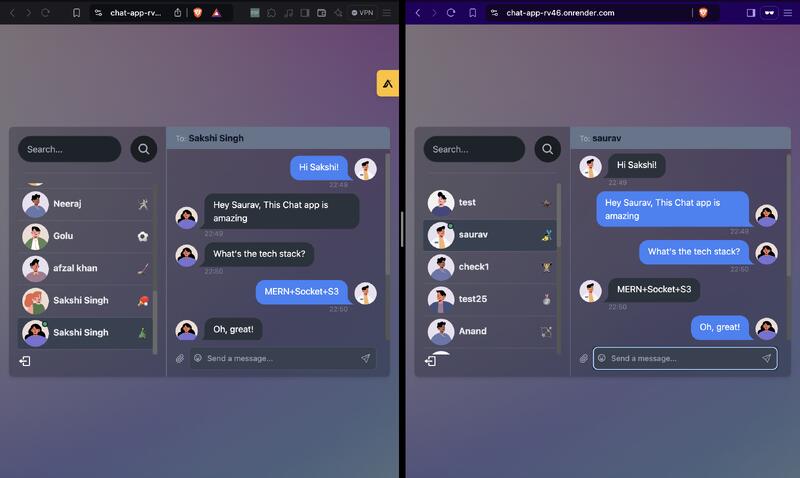 chat-app-rv...
VPN
Search...
To: Sakshi Singh
Hi Sakshi!
22:49
Neeraj
Hey Saurav, This Chat app is
amazing
22:49
Golu
What's the tech stack?
22:50
afzal khan
MERN+Socket+S3
22:50
Sakshi Singh
Sakshi Singh
Oh, great!
Send a message...
chat-app-rv46.onrender.com
Search...
To: saurav
Hi Sakshi!
22:49
test
Hey Saurav, This Chat app is
amazing
22:49
saurav
What's the tech stack?
22:50
check1
MERN+Socket+S3
22:50
test25
Anand
Oh, great!
Send a message...